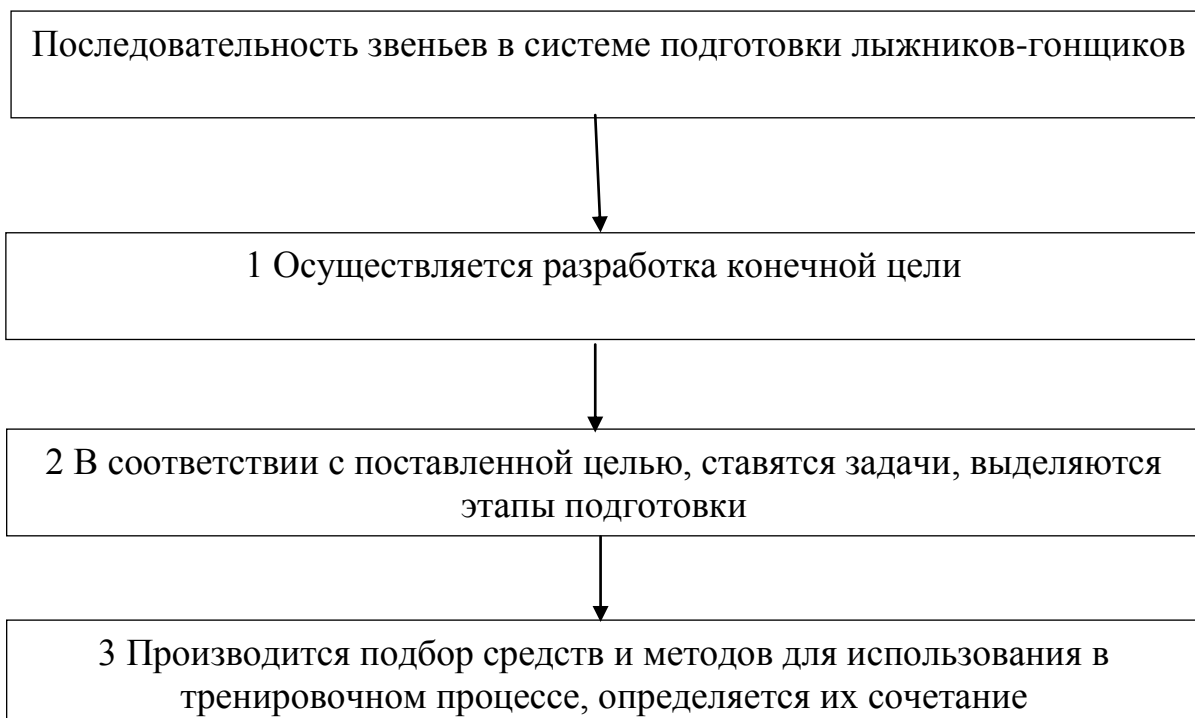 Последовательность звеньев в системе подготовки лыжников-гонщиков
1 Осуществляется разработка конечной цели
2 В соответствии с поставленной целью, ставятся задачи, выделяются
этапы подготовки
3 Производится подбор средств и методов для использования в
тренировочном процессе, определяется их сочетание